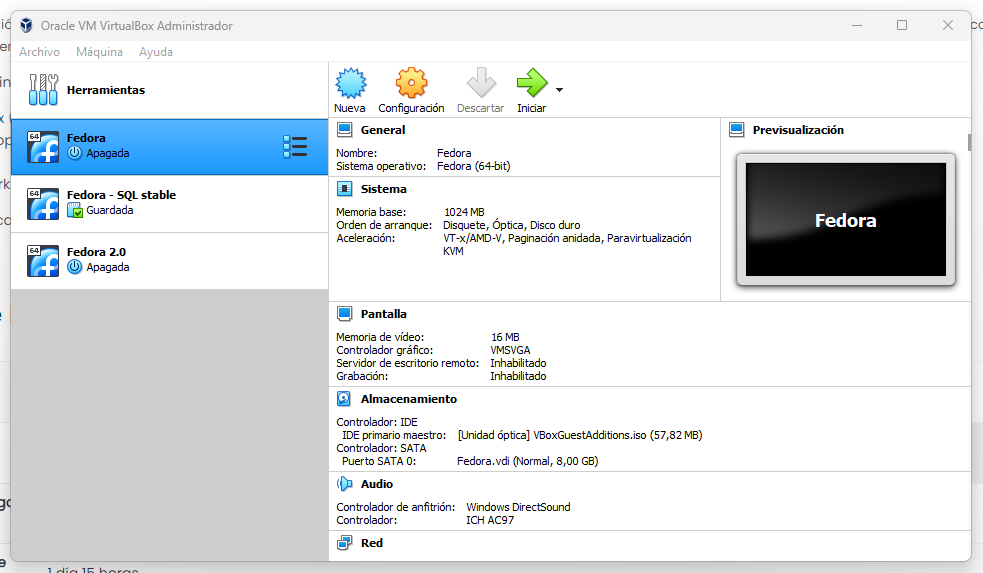 Oracle VM VirtualBox Administrador
Archivo Máquina Ayuda
Herramientas
64
Fedora
Apagada
64
Fedora - SQL stable
Guardada
64
Fedora 2.0
Apagada
Nueva Configuración Descartar Iniciar
General
Nombre: Fedora
Sistema operativo: Fedora (64-bit)
Previsualización
Fedora
Sistema
Memoria base: 1024 MB
Orden de arranque: Disquete, Óptica, Disco duro
Aceleración: VT-x/AMD-V, Paginación anidada, Paravirtualización
KVM
Pantalla
Memoria de vídeo: 16 MB
Controlador gráfico: VMSVGA
Servidor de escritorio remoto: Inhabilitado
Grabación: Inhabilitado
Almacenamiento
Controlador: IDE
IDE primario maestro: [Unidad óptica] VBoxGuestAdditions.iso (57,82 MB)
Controlador: SATA
Puerto SATA 0: Fedora.vdi (Normal, 8,00 GB)
Audio
Controlador de anfitrión: Windows DirectSound
Controlador: ICH AC97
Red
1 día 15 horas